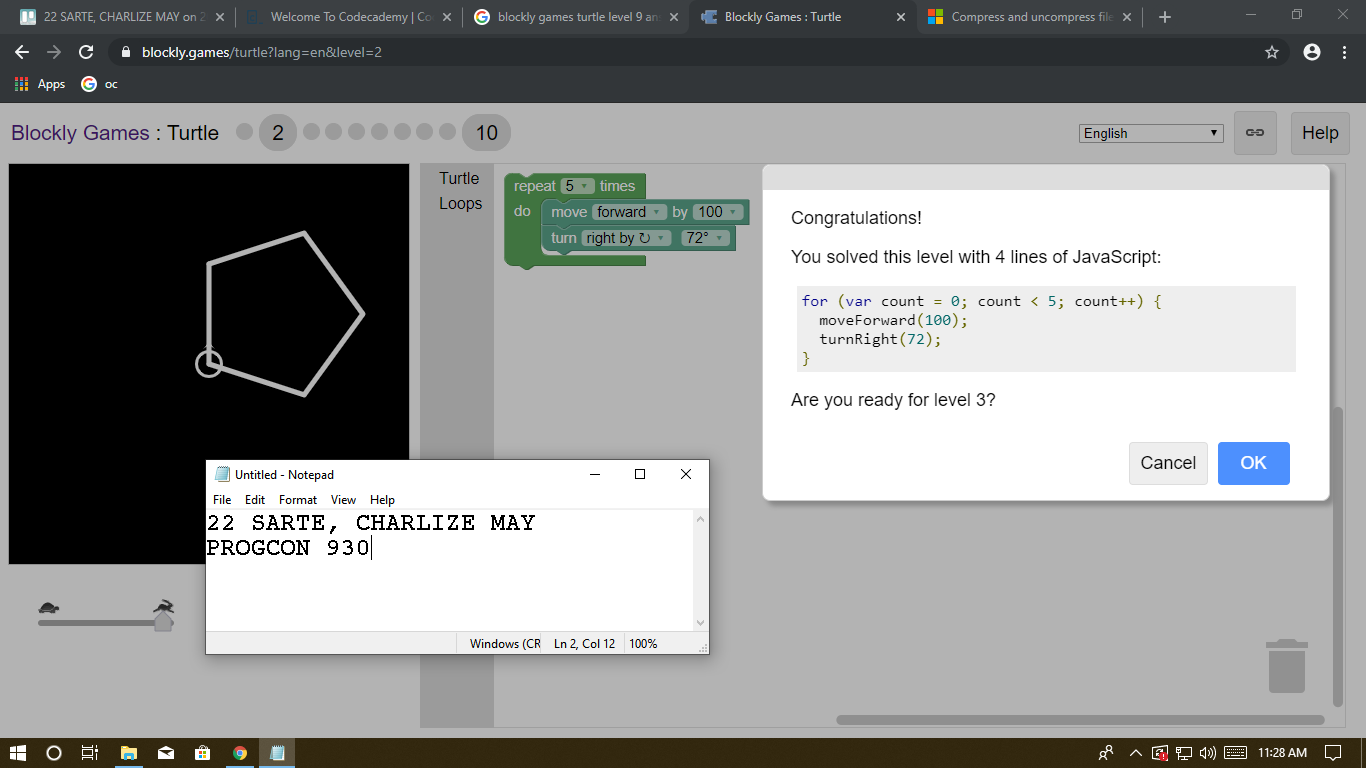 22 SARTE, CHARLIZE MAY on 2
Welcome To Codecademy | Co
blockly games turtle level 9 an
Blockly Games : Turtle
Compress and uncompress file
blockly.games/turtle?lang=en&level=2
Apps
oc
Blockly Games : Turtle
2
10
English
Help
Turtle
Loops
repeat 5 times
do
move forward by 100
turn right by ↻ 72°
Congratulations!
You solved this level with 4 lines of JavaScript:
for (var count = 0; count < 5; count++) {
moveForward(100);
turnRight(72);
}
Are you ready for level 3?
Cancel
OK
Untitled - Notepad
File Edit Format View Help
22 SARTE, CHARLIZE MAY
PROGCON 930
Windows (CR
Ln 2, Col 12
100%
11:28 AM